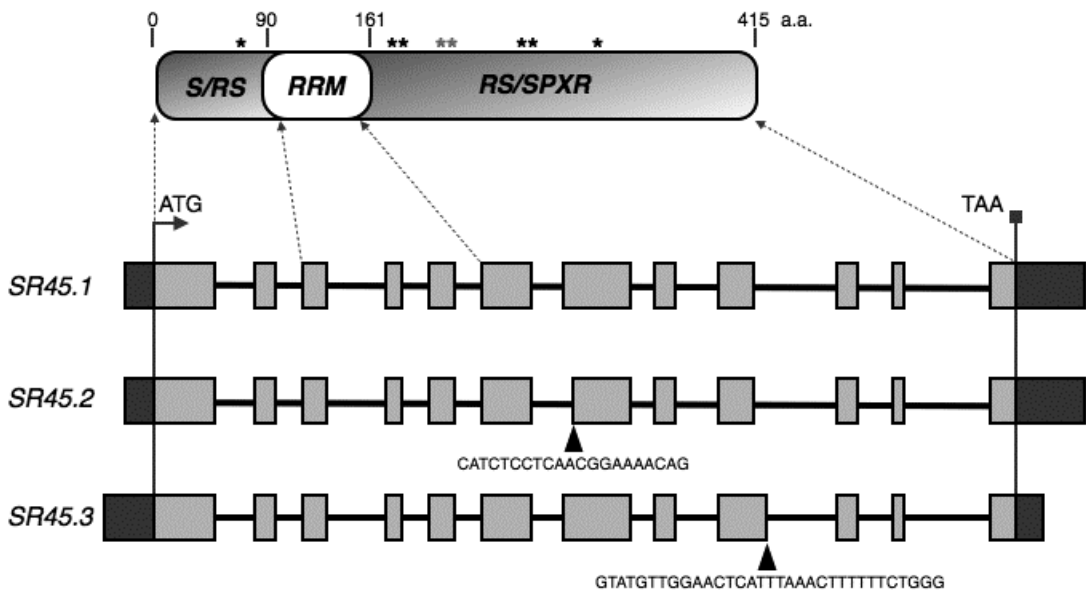 0 90 161 415 a.a.
* ** ** ** *
S/RS RRM RS/SPXR
ATG TAA
SR45.1
SR45.2
CATCTCCTCAACGGAAAACAG
SR45.3
GTATGTTGGAACTCATTTAAACTTTTTTCTGGG